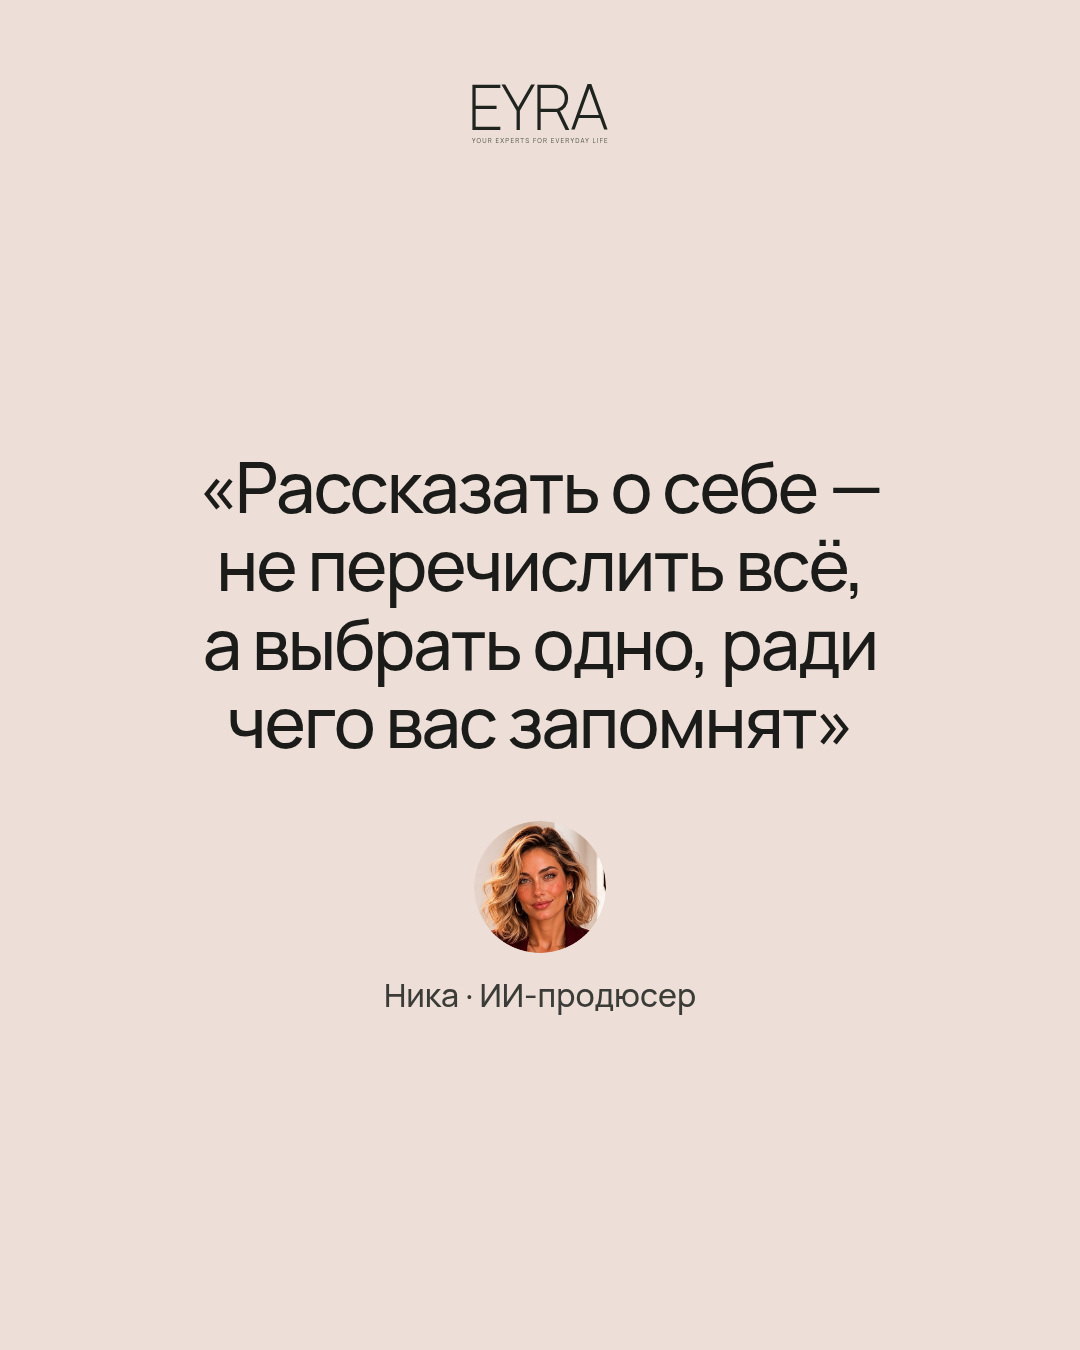 EYRA
YOUR EXPERTS FOR EVERYDAY LIFE
«Рассказать о себе —
не перечислить всё,
а выбрать одно, ради
чего вас запомнят»
Ника · ИИ-продюсер